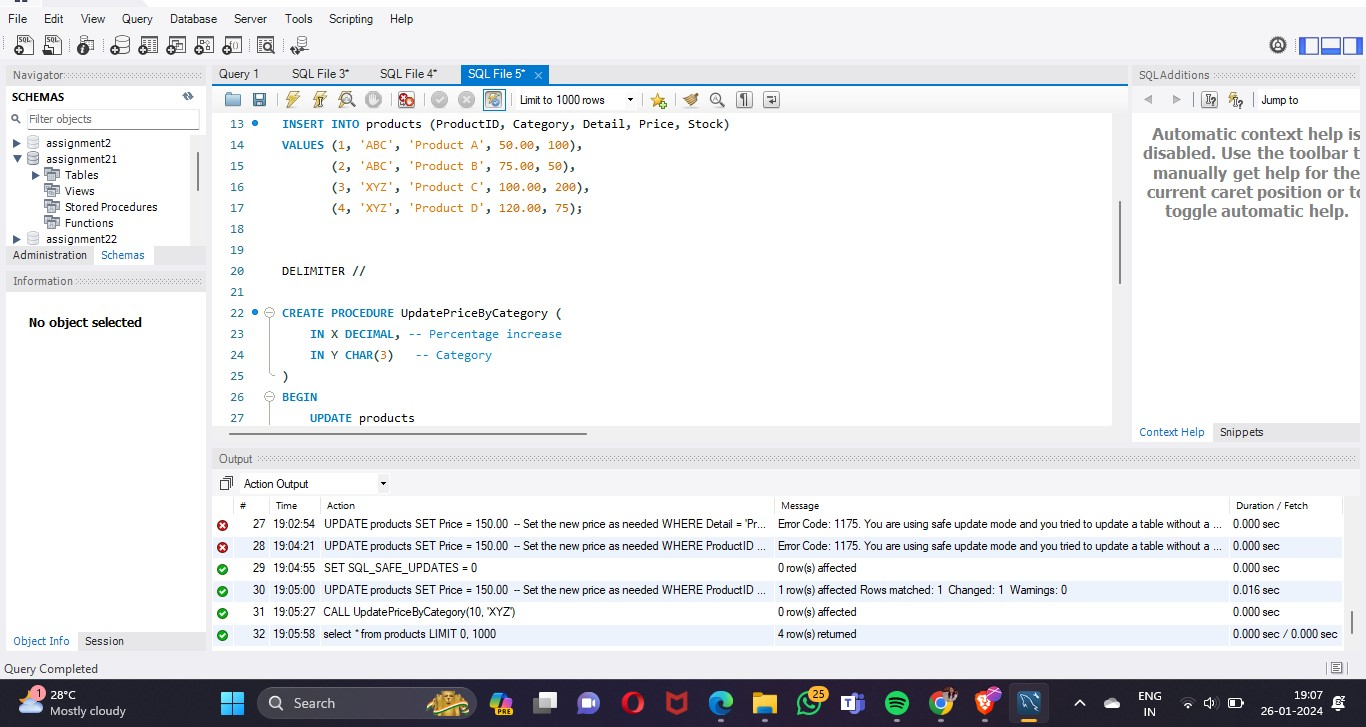 File Edit View Query Database Server Tools Scripting Help
Navigator
SCHEMAS
Filter objects
assignment2
assignment21
Tables
Views
Stored Procedures
Functions
assignment22
Administration Schemas
Information
No object selected
Object Info Session
Query 1 SQL File 3* SQL File 4* SQL File 5*
Limit to 1000 rows
13 INSERT INTO products (ProductID, Category, Detail, Price, Stock)
14 VALUES (1, 'ABC', 'Product A', 50.00, 100),
15 (2, 'ABC', 'Product B', 75.00, 50),
16 (3, 'XYZ', 'Product C', 100.00, 200),
17 (4, 'XYZ', 'Product D', 120.00, 75);
18
19
20 DELIMITER //
21
22 CREATE PROCEDURE UpdatePriceByCategory (
23 IN X DECIMAL, -- Percentage increase
24 IN Y CHAR(3) -- Category
25 )
26 BEGIN
27 UPDATE products
SQLAdditions
Jump to
Automatic context help is
disabled. Use the toolbar t
manually get help for the
current caret position or to
toggle automatic help.
Context Help Snippets
Output
Action Output
# Time Action Message Duration / Fetch
27 19:02:54 UPDATE products SET Price = 150.00 -- Set the new price as needed WHERE Detail = 'Pr... Error Code: 1175. You are using safe update mode and you tried to update a table without a ... 0.000 sec
28 19:04:21 UPDATE products SET Price = 150.00 -- Set the new price as needed WHERE ProductID ... Error Code: 1175. You are using safe update mode and you tried to update a table without a ... 0.000 sec
29 19:04:55 SET SQL_SAFE_UPDATES = 0 0 row(s) affected 0.000 sec
30 19:05:00 UPDATE products SET Price = 150.00 -- Set the new price as needed WHERE ProductID ... 1 row(s) affected Rows matched: 1 Changed: 1 Warnings: 0 0.016 sec
31 19:05:27 CALL UpdatePriceByCategory(10, 'XYZ') 0 row(s) affected 0.000 sec
32 19:05:58 select * from products LIMIT 0, 1000 4 row(s) returned 0.000 sec / 0.000 sec
Query Completed
1 28°C
Mostly cloudy
Search
PRE
25
ENG
IN
19:07
26-01-2024